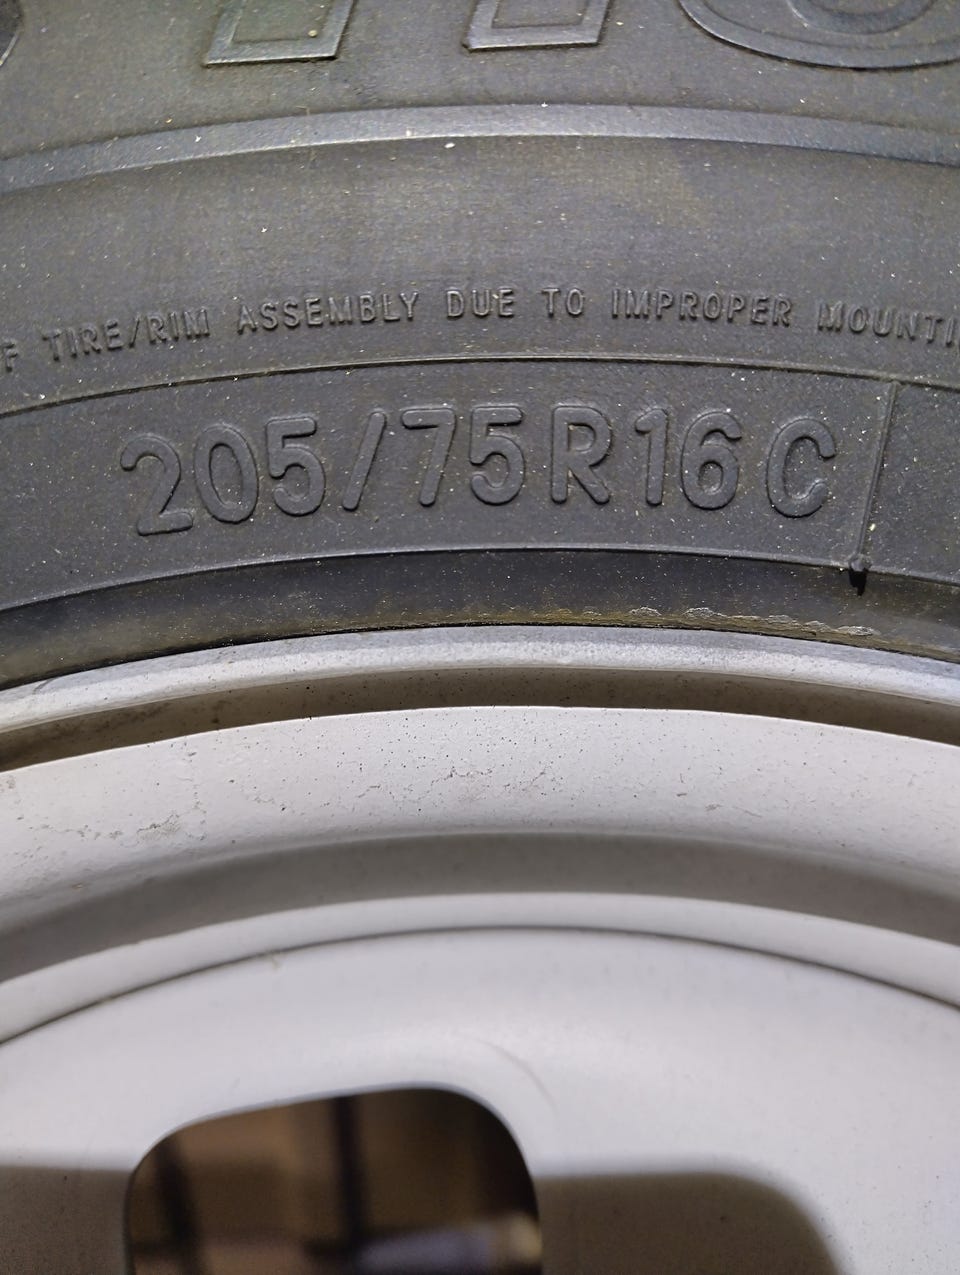 TIRE/RIM ASSEMBLY DUE TO IMPROPER
205/75R16C